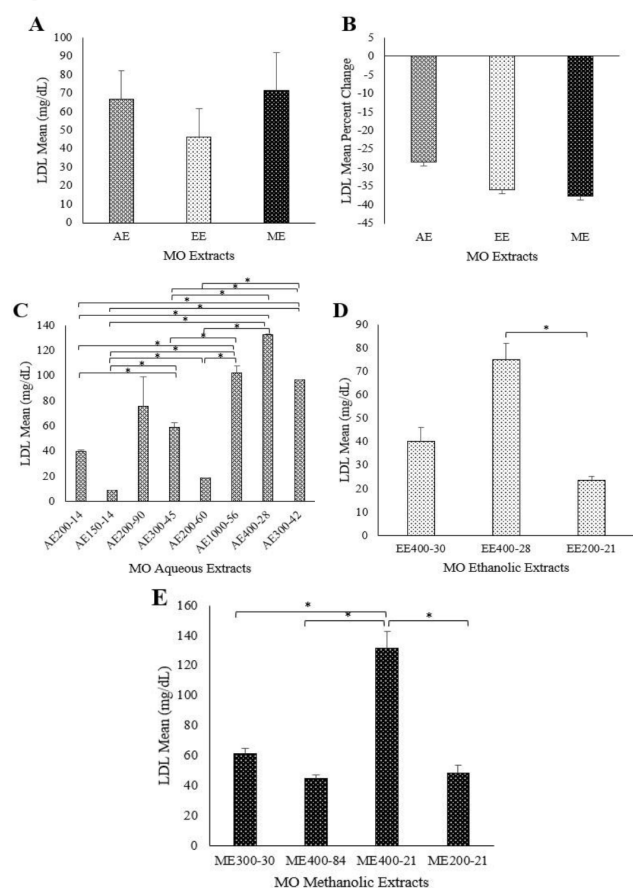 A
LDL Mean (mg/dL)
100
90
80
70
60
50
40
30
20
10
0
AE EE ME
MO Extracts
B
LDL Mean Percent Change
5
0
-5
-10
-15
-20
-25
-30
-35
-40
-45
AE EE ME
MO Extracts
C
LDL Mean (mg/dL)
140
120
100
80
60
40
20
0
* * * * * * * * * * * * * *
AE200-14 AE150-14 AE200-90 AE300-45 AE200-60 AE1000-56 AE400-28 AE300-42
MO Aqueous Extracts
D
LDL Mean (mg/dL)
90
80
70
60
50
40
30
20
10
0
*
EE400-30 EE400-28 EE200-21
MO Ethanolic Extracts
E
LDL Mean (mg/dL)
160
140
120
100
80
60
40
20
0
* * *
ME300-30 ME400-84 ME400-21 ME200-21
MO Methanolic Extracts